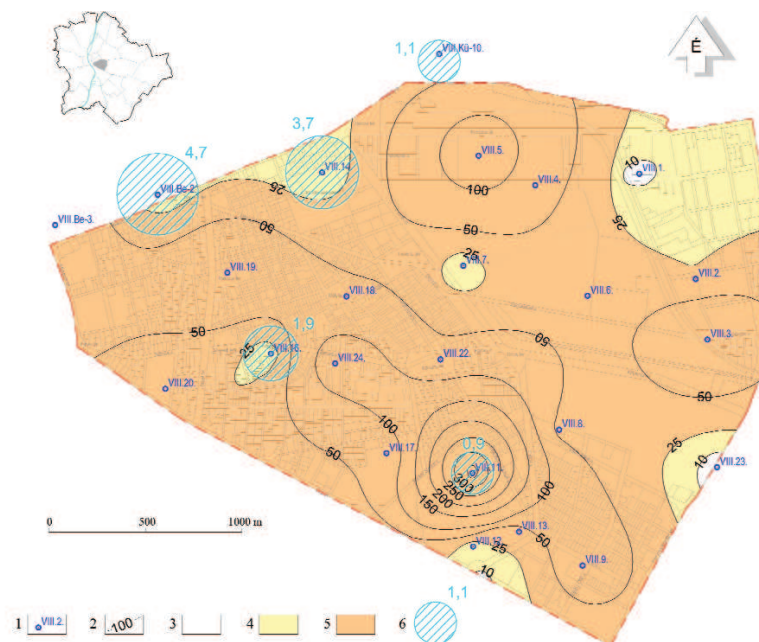 1,1
VIII.Kü-10.
É
4,7
3,7
VIII.Be-2.
VIII.14.
VIII.5.
100
VIII.4.
50
10
VIII.1.
25
25
VIII.Be-3.
50
25
VIII.7.
VIII.19.
VIII.18.
VIII.6.
VIII.2.
50
1,9
25
VIII.16.
VIII.24.
VIII.22.
50
VIII.3.
50
VIII.20.
100
50
VIII.17.
VIII.8.
25
10
VIII.23.
0,9
VIII.11.
300
250
200
150
100
0 500 1000 m
VIII.13.
50
VIII.12.
10
VIII.9.
1,1
1 VIII.2. 2 100 3 4 5 6